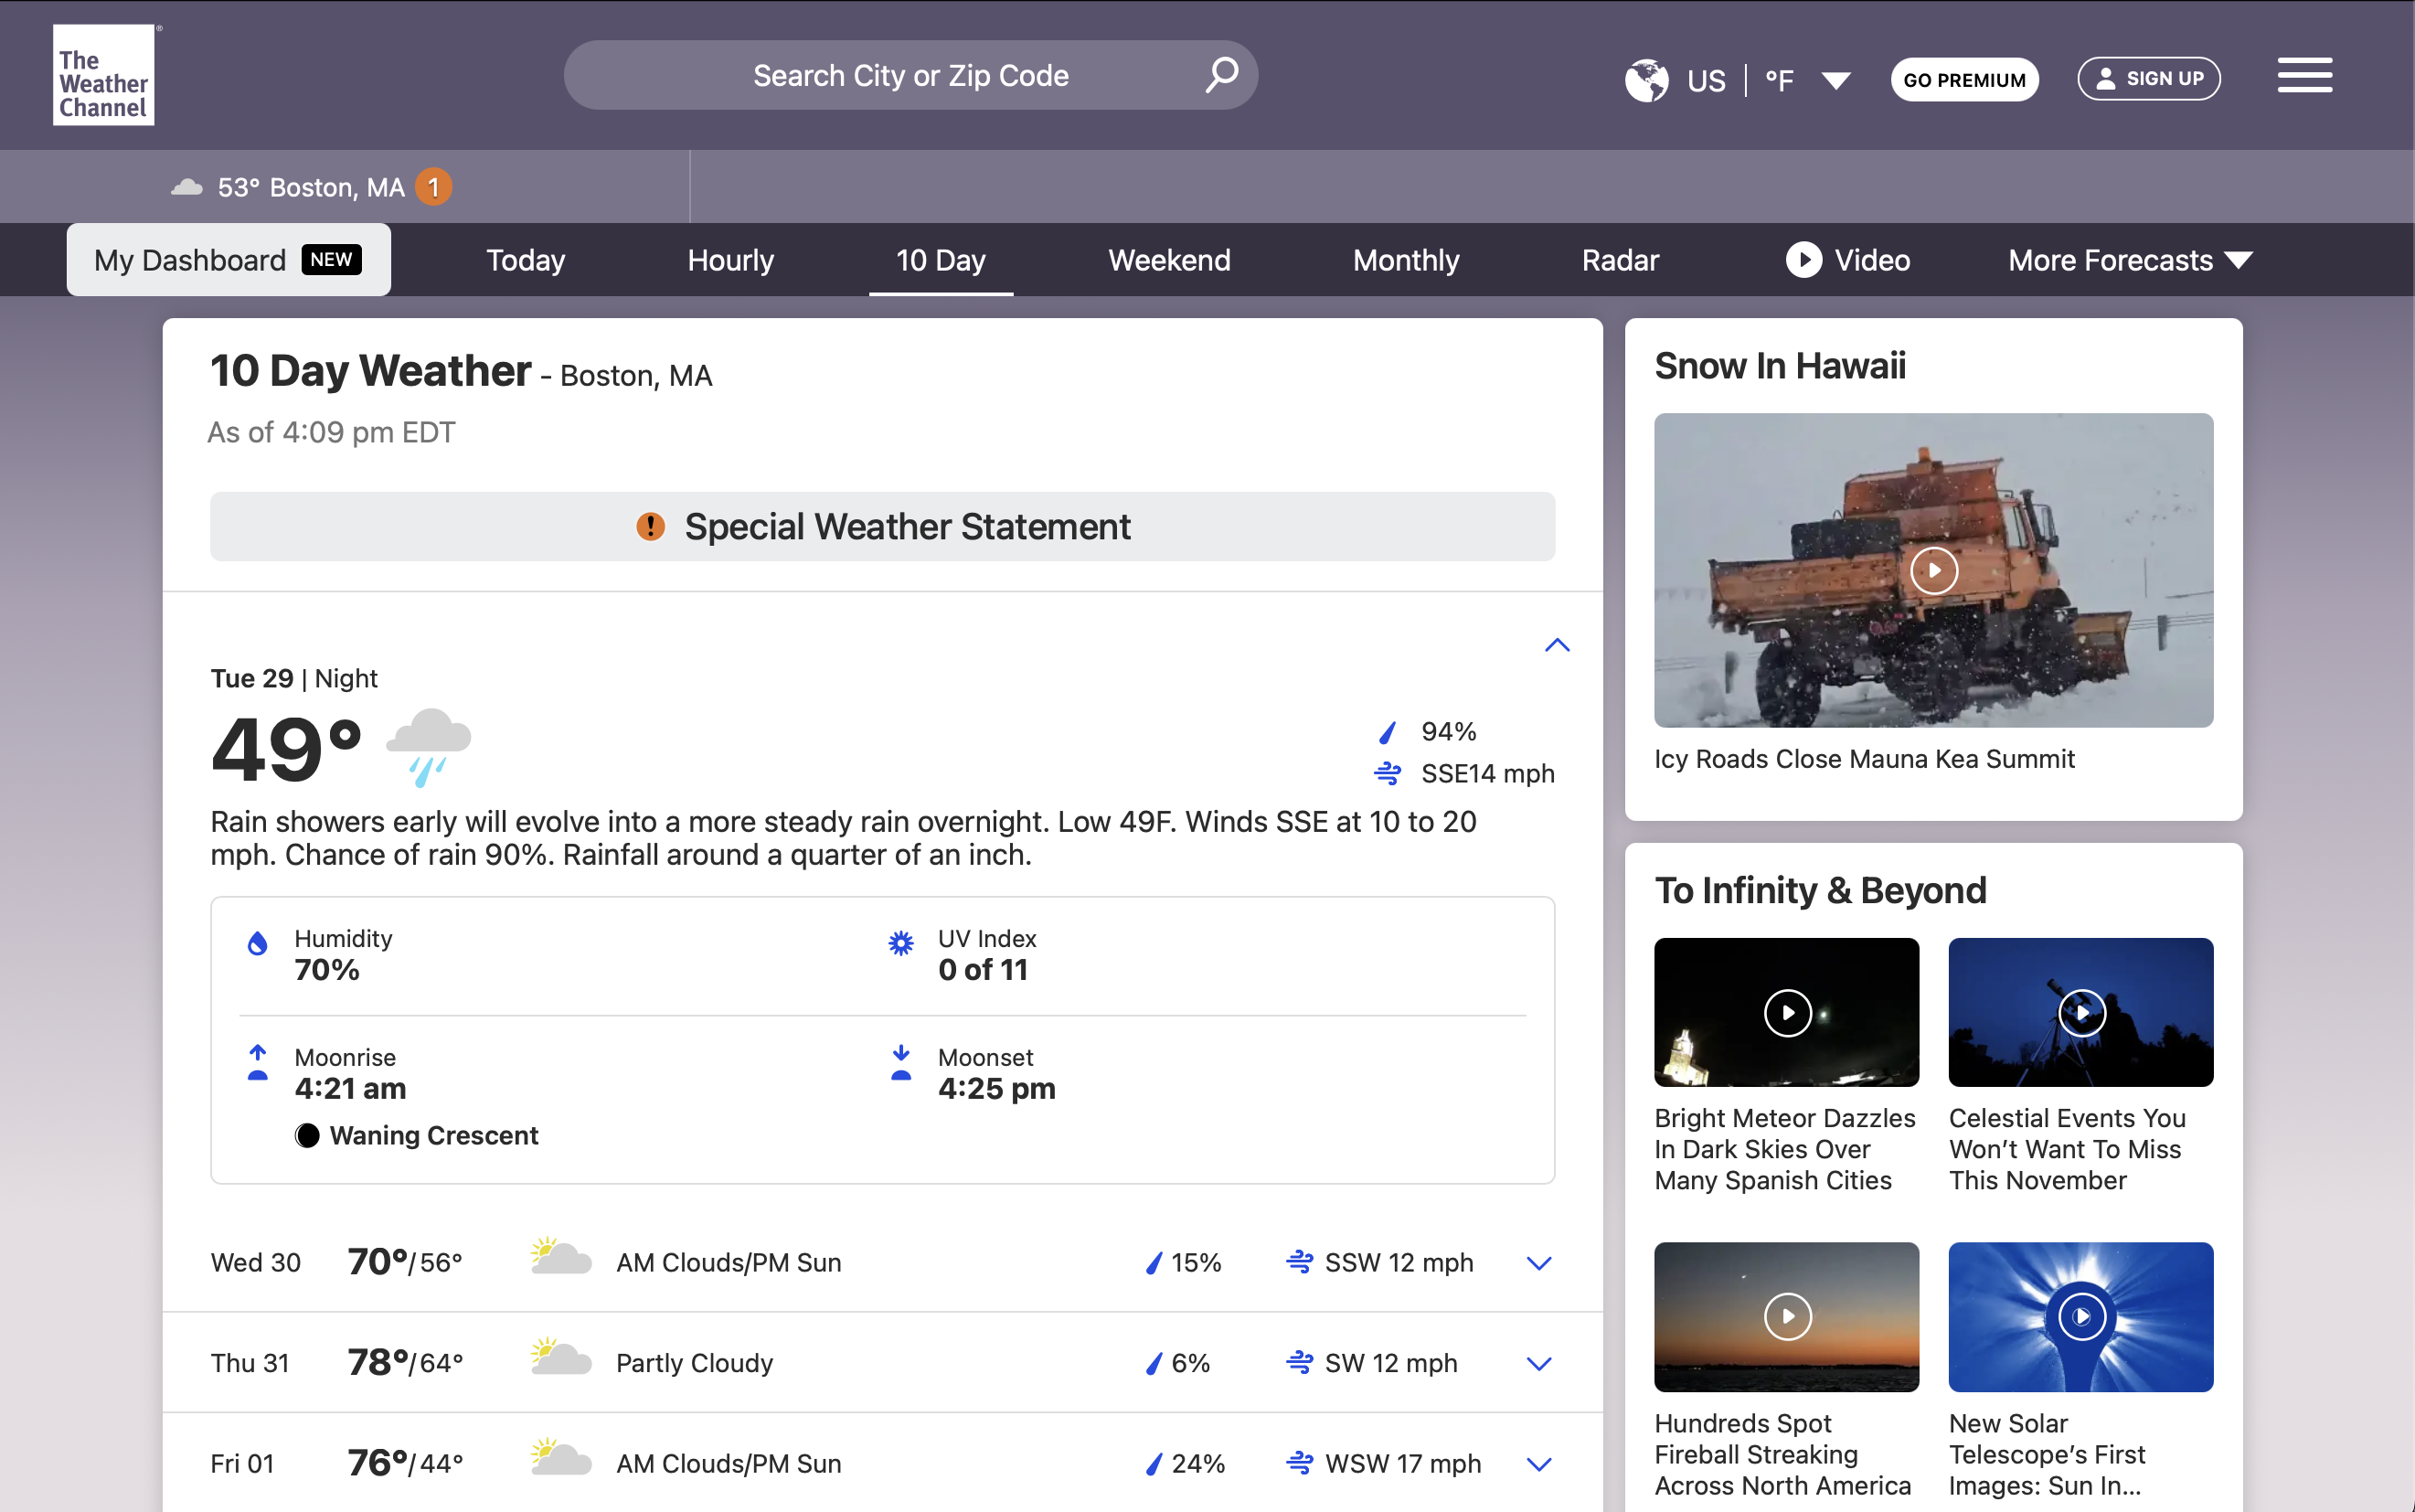 The
Weather
Channel
®
Search City or Zip Code
US | °F
GO PREMIUM
SIGN UP
53° Boston, MA 1
My Dashboard NEW
Today
Hourly
10 Day
Weekend
Monthly
Radar
Video
More Forecasts
10 Day Weather - Boston, MA
As of 4:09 pm EDT
Special Weather Statement
Tue 29 | Night
49°
94%
SSE14 mph
Rain showers early will evolve into a more steady rain overnight. Low 49F. Winds SSE at 10 to 20
mph. Chance of rain 90%. Rainfall around a quarter of an inch.
Humidity
70%
UV Index
0 of 11
Moonrise
4:21 am
Waning Crescent
Moonset
4:25 pm
Wed 30 70°/56° AM Clouds/PM Sun 15% SSW 12 mph
Thu 31 78°/64° Partly Cloudy 6% SW 12 mph
Fri 01 76°/44° AM Clouds/PM Sun 24% WSW 17 mph
Snow In Hawaii
Icy Roads Close Mauna Kea Summit
To Infinity & Beyond
Bright Meteor Dazzles
In Dark Skies Over
Many Spanish Cities
Celestial Events You
Won’t Want To Miss
This November
Hundreds Spot
Fireball Streaking
Across North America
New Solar
Telescope’s First
Images: Sun In...